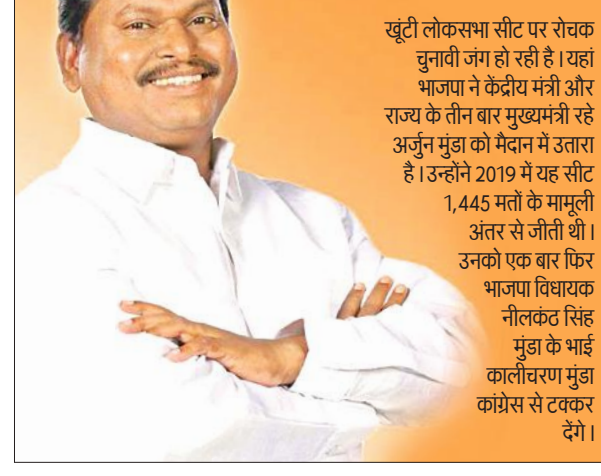 खूंटी लोकसभा सीट पर रोचक
चुनावी जंग हो रही है। यहां
भाजपा ने केंद्रीय मंत्री और
राज्य के तीन बार मुख्यमंत्री रहे
अर्जुन मुंडा को मैदान में उतारा
है। उन्होंने 2019 में यह सीट
1,445 मतों के मामूली
अंतर से जीती थी।
उनको एक बार फिर
भाजपा विधायक
नीलकंठ सिंह
मुंडा के भाई
कालीचरण मुंडा
कांग्रेस से टक्कर
देंगे।